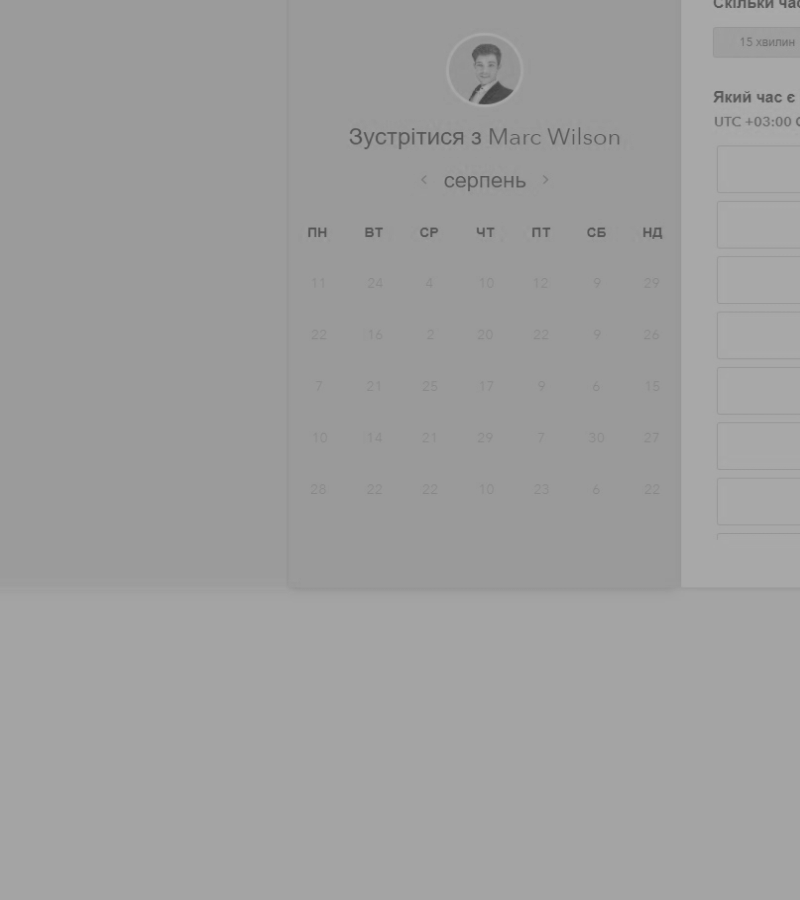 Зустрітися з Marc Wilson
серпень
ПН ВТ СР ЧТ ПТ СБ НД
11 24 4 10 12 9 29
22 16 2 20 22 9 26
7 21 25 17 9 6 15
10 14 21 29 7 30 27
28 22 22 10 23 6 22
Скільки
15 хвилин
Який час є
UTC +03:00